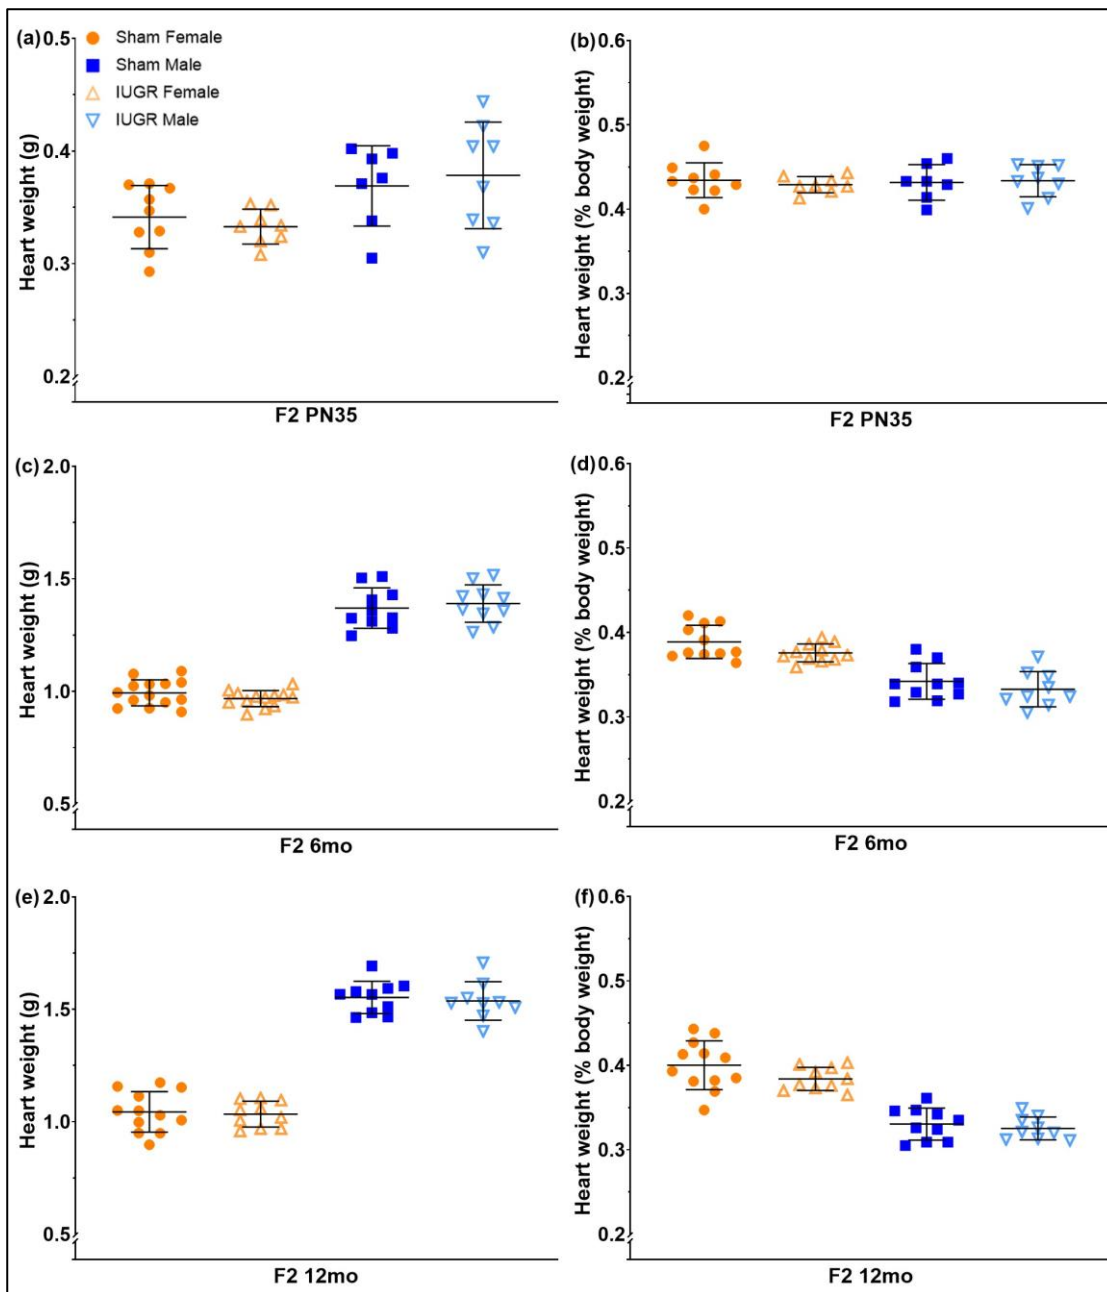 (a)
0.5
Sham Female
Sham Male
IUGR Female
IUGR Male
0.4
0.3
0.2
Heart weight (g)
F2 PN35
(b)
0.6
0.5
0.4
0.3
0.2
Heart weight (% body weight)
F2 PN35
(c)
2.0
1.5
1.0
0.5
Heart weight (g)
F2 6mo
(d)
0.6
0.5
0.4
0.3
0.2
Heart weight (% body weight)
F2 6mo
(e)
2.0
1.5
1.0
0.5
Heart weight (g)
F2 12mo
(f)
0.6
0.5
0.4
0.3
0.2
Heart weight (% body weight)
F2 12mo